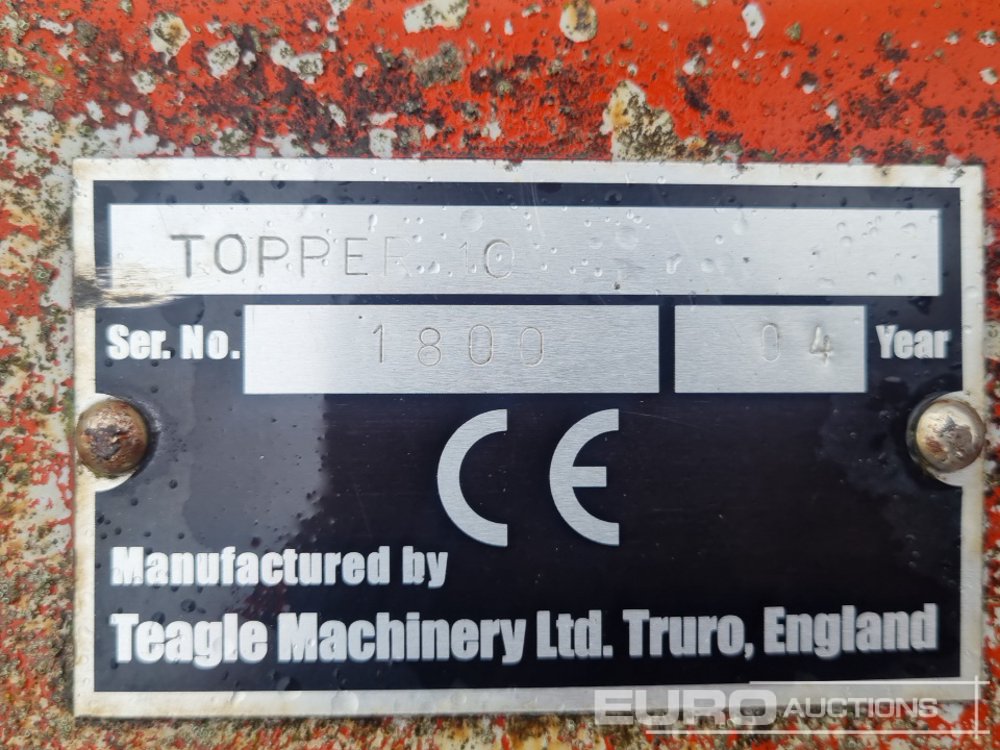 TOPPER 10
Ser. No. 1800 04 Year
CE
Manufactured by
Teagle Machinery Ltd. Truro, England
EURO AUCTIONS